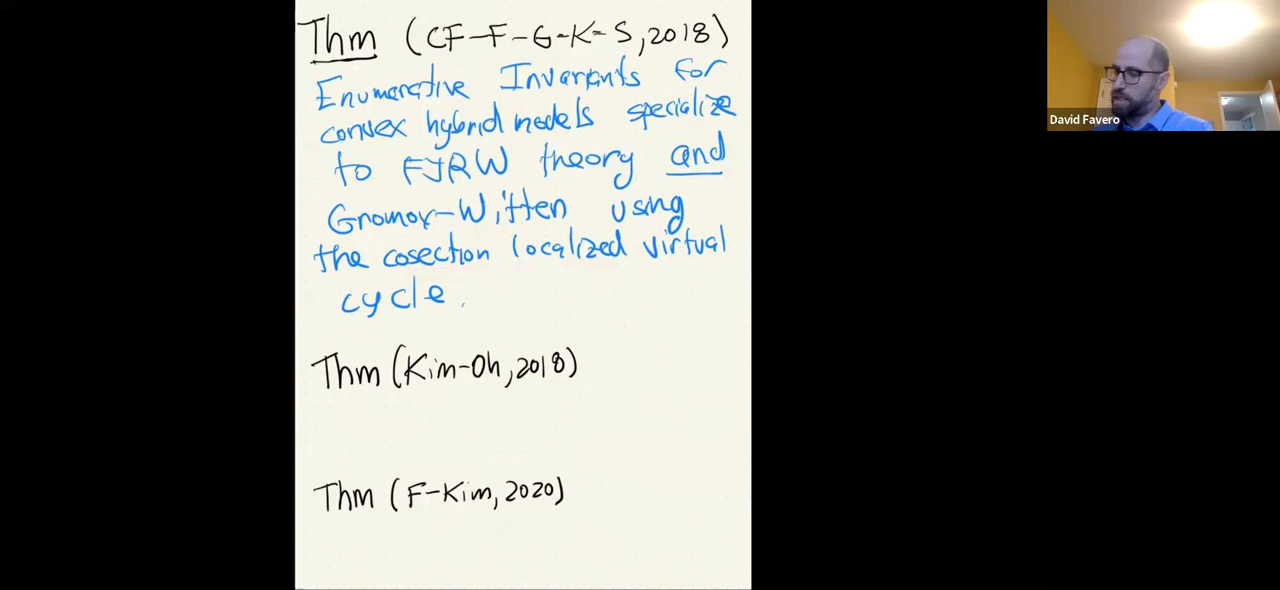 Thm (CF-F-G-K-S, 2018)
Enumerative Invariants for
convex hybrid models specialize
to FJRW theory and
Gromov-Witten using
the cosection localized virtual
cycle.
Thm (Kim-Oh, 2018)
Thm (F-Kim, 2020)
David Favero